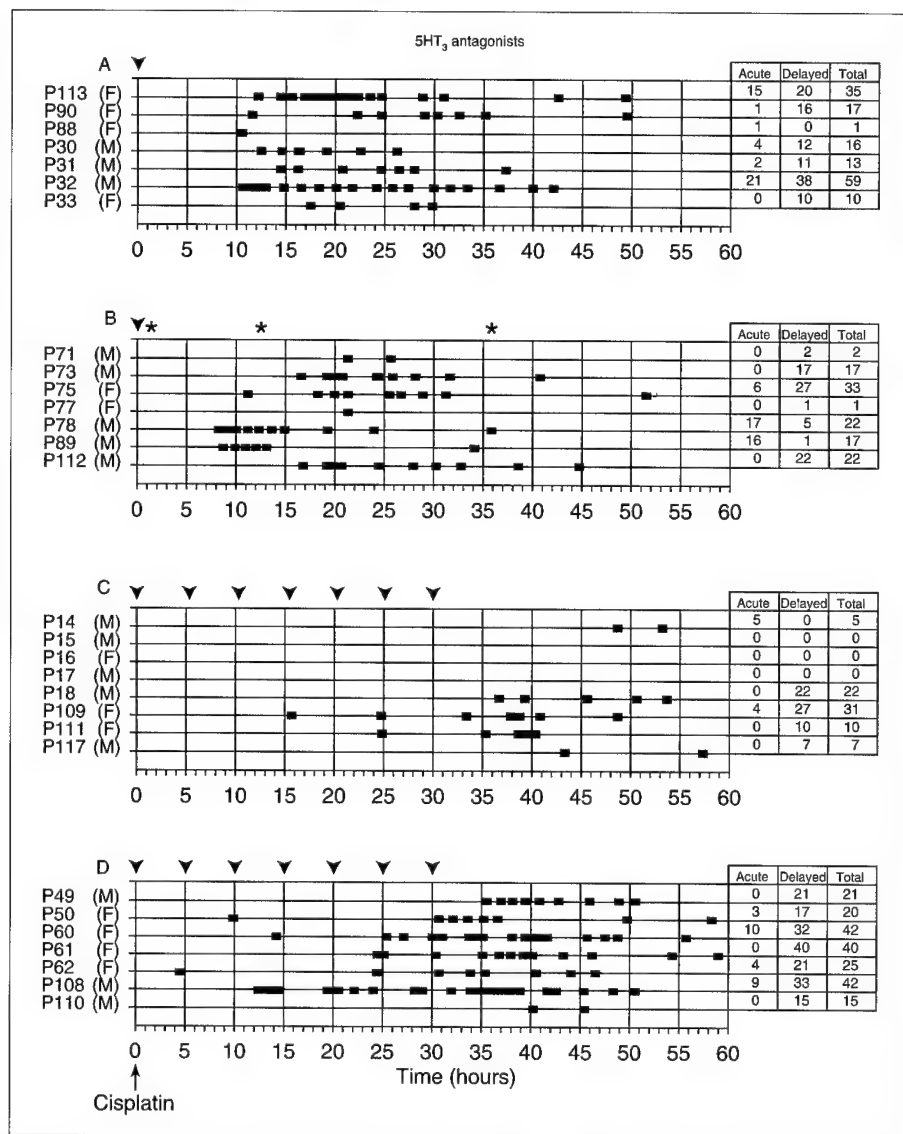 5HT₃ antagonists
A
Acute Delayed Total
P113 (F) 15 20 35
P90 (F) 1 16 17
P88 (F) 1 0 1
P30 (M) 4 12 16
P31 (M) 2 11 13
P32 (M) 21 38 59
P33 (F) 0 10 10
0 5 10 15 20 25 30 35 40 45 50 55 60
B * * *
Acute Delayed Total
P71 (M) 0 2 2
P73 (M) 0 17 17
P75 (F) 6 27 33
P77 (F) 0 1 1
P78 (M) 17 5 22
P89 (M) 16 1 17
P112 (M) 0 22 22
0 5 10 15 20 25 30 35 40 45 50 55 60
C
Acute Delayed Total
P14 (M) 5 0 5
P15 (M) 0 0 0
P16 (F) 0 0 0
P17 (M) 0 0 0
P18 (M) 0 22 22
P109 (F) 4 27 31
P111 (F) 0 10 10
P117 (M) 0 7 7
0 5 10 15 20 25 30 35 40 45 50 55 60
D
Acute Delayed Total
P49 (M) 0 21 21
P50 (F) 3 17 20
P60 (F) 10 32 42
P61 (F) 0 40 40
P62 (F) 4 21 25
P108 (M) 9 33 42
P110 (M) 0 15 15
0 5 10 15 20 25 30 35 40 45 50 55 60
Time (hours)
Cisplatin